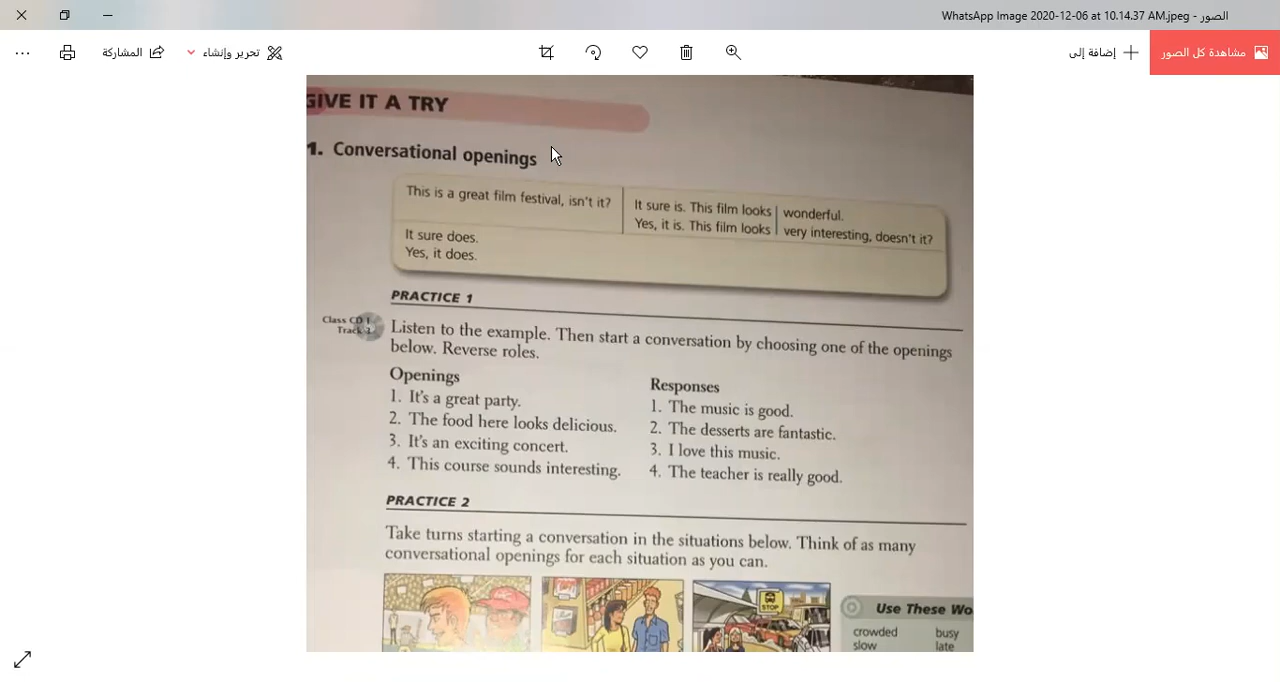 WhatsApp Image 2020-12-06 at 10.14.37 AM.jpeg - الصور
مشاهدة كل الصور
إضافة إلى
تحرير وإنشاء
المشاركة
GIVE IT A TRY
1. Conversational openings
This is a great film festival, isn't it?
It sure is. This film looks wonderful.
Yes, it is. This film looks very interesting, doesn't it?
It sure does.
Yes, it does.
PRACTICE 1
Class CD 1
Track
Listen to the example. Then start a conversation by choosing one of the openings
below. Reverse roles.
Openings
1. It's a great party.
2. The food here looks delicious.
3. It's an exciting concert.
4. This course sounds interesting.
Responses
1. The music is good.
2. The desserts are fantastic.
3. I love this music.
4. The teacher is really good.
PRACTICE 2
Take turns starting a conversation in the situations below. Think of as many
conversational openings for each situation as you can.
STOP
Use These Wo
crowded busy
slow late